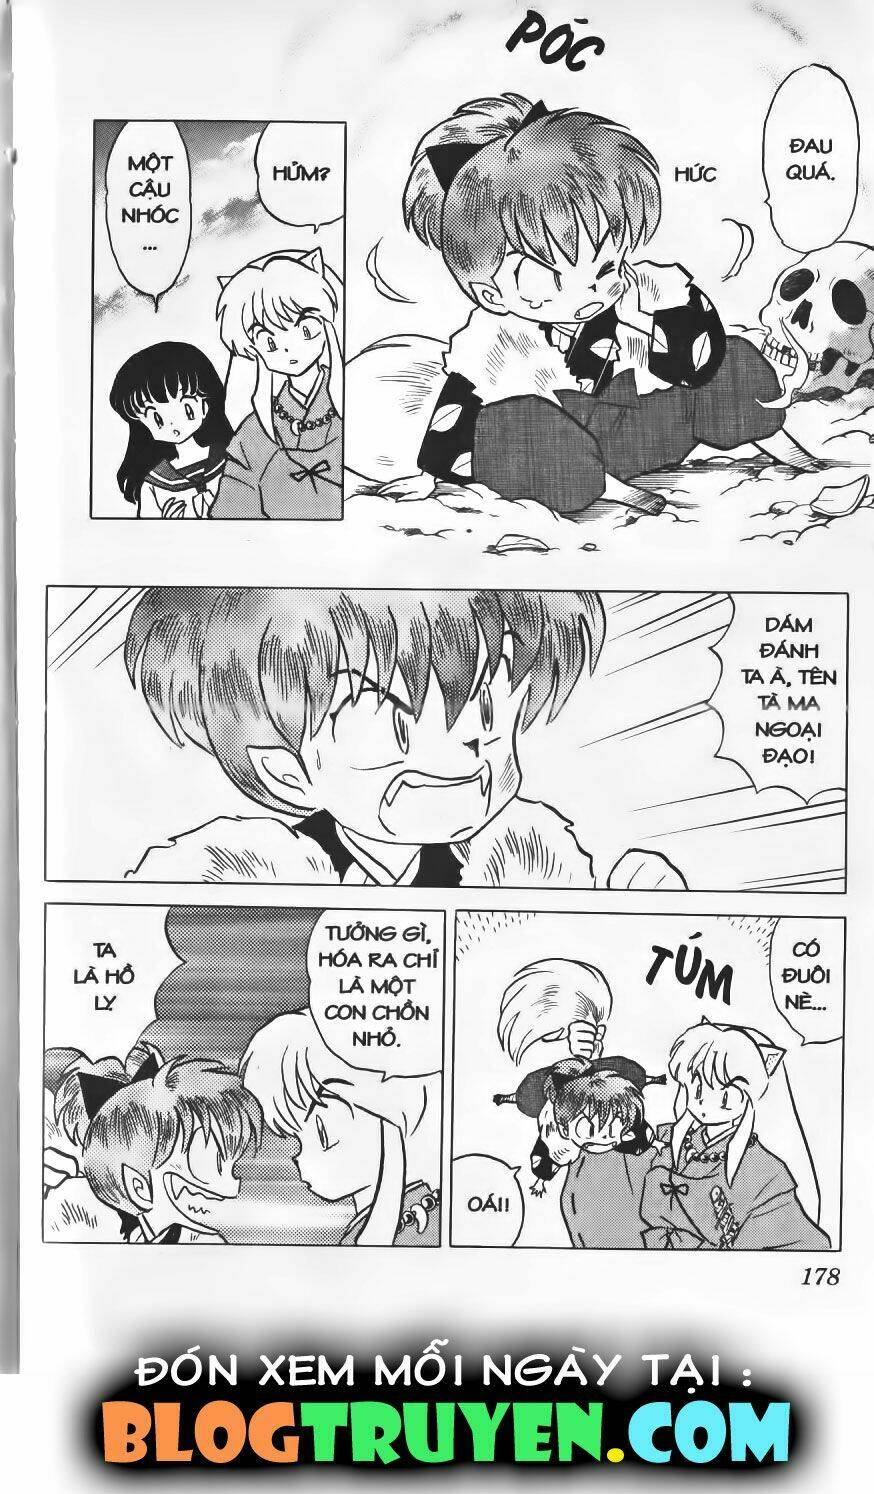 PÓC
ĐAU
QUÁ.
HỨC
HỬM?
MỘT
CẬU
NHÓC
...
DÁM
ĐÁNH
TA À, TÊN
TÀ MA
NGOẠI
ĐẠO!
CÓ
ĐUÔI
NÈ...
TÚM
OÁI!
TƯỞNG GÌ,
HÓA RA CHỈ
LÀ MỘT
CON CHỒN
NHỎ.
TA
LÀ HỒ
LY.
178
ĐÓN XEM MỖI NGÀY TẠI :
BLOGTRUYEN.COM